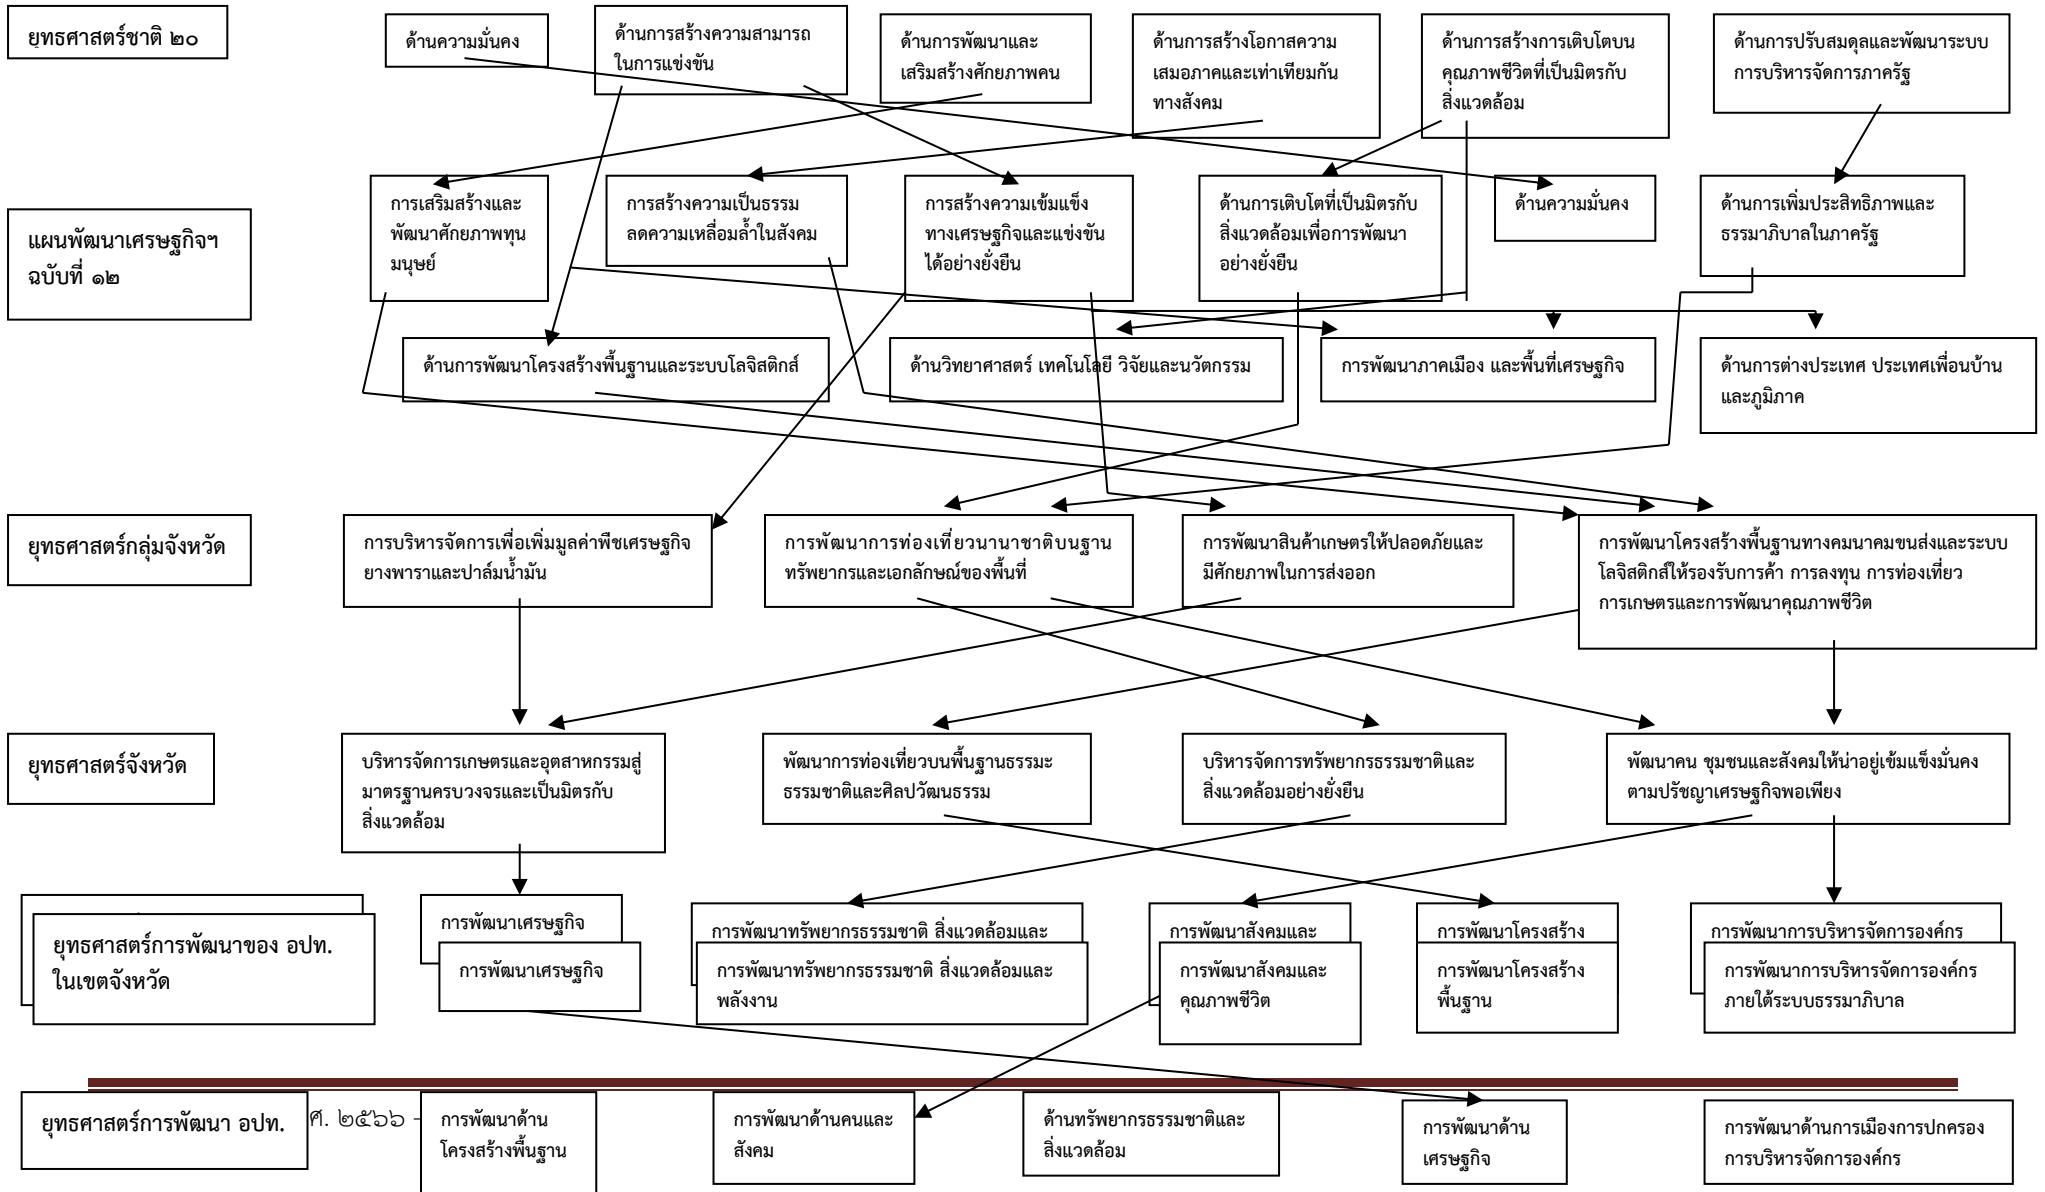 ยุทธศาสตร์ชาติ ๒๐
ด้านความมั่นคง
ด้านการสร้างความสามารถ
ในการแข่งขัน
ด้านการพัฒนาและ
เสริมสร้างศักยภาพคน
ด้านการสร้างโอกาสความ
เสมอภาคและเท่าเทียมกัน
ทางสังคม
ด้านการสร้างการเติบโตบน
คุณภาพชีวิตที่เป็นมิตรกับ
สิ่งแวดล้อม
ด้านการปรับสมดุลและพัฒนาระบบ
การบริหารจัดการภาครัฐ
แผนพัฒนาเศรษฐกิจฯ
ฉบับที่ ๑๒
การเสริมสร้างและ
พัฒนาศักยภาพทุน
มนุษย์
การสร้างความเป็นธรรม
ลดความเหลื่อมล้ำในสังคม
การสร้างความเข้มแข็ง
ทางเศรษฐกิจและแข่งขัน
ได้อย่างยั่งยืน
ด้านการเติบโตที่เป็นมิตรกับ
สิ่งแวดล้อมเพื่อการพัฒนา
อย่างยั่งยืน
ด้านความมั่นคง
ด้านการเพิ่มประสิทธิภาพและ
ธรรมาภิบาลในภาครัฐ
ด้านการพัฒนาโครงสร้างพื้นฐานและระบบโลจิสติกส์
ด้านวิทยาศาสตร์ เทคโนโลยี วิจัยและนวัตกรรม
การพัฒนาภาคเมือง และพื้นที่เศรษฐกิจ
ด้านการต่างประเทศ ประเทศเพื่อนบ้าน
และภูมิภาค
ยุทธศาสตร์กลุ่มจังหวัด
การบริหารจัดการเพื่อเพิ่มมูลค่าพืชเศรษฐกิจ
ยางพาราและปาล์มน้ำมัน
การพัฒนาการท่องเที่ยวนานาชาติบนฐาน
ทรัพยากรและเอกลักษณ์ของพื้นที่
การพัฒนาสินค้าเกษตรให้ปลอดภัยและ
มีศักยภาพในการส่งออก
การพัฒนาโครงสร้างพื้นฐานทางคมนาคมขนส่งและระบบ
โลจิสติกส์ให้รองรับการค้า การลงทุน การท่องเที่ยว
การเกษตรและการพัฒนาคุณภาพชีวิต
ยุทธศาสตร์จังหวัด
บริหารจัดการเกษตรและอุตสาหกรรมสู่
มาตรฐานครบวงจรและเป็นมิตรกับ
สิ่งแวดล้อม
พัฒนาการท่องเที่ยวบนพื้นฐานธรรมะ
ธรรมชาติและศิลปวัฒนธรรม
บริหารจัดการทรัพยากรธรรมชาติและ
สิ่งแวดล้อมอย่างยั่งยืน
พัฒนาคน ชุมชนและสังคมให้น่าอยู่เข้มแข็งมั่นคง
ตามปรัชญาเศรษฐกิจพอเพียง
ยุทธศาสตร์การพัฒนาของ อปท.
ในเขตจังหวัด
การพัฒนาเศรษฐกิจ
การพัฒนาเศรษฐกิจ
การพัฒนาทรัพยากรธรรมชาติ สิ่งแวดล้อมและ
การพัฒนาทรัพยากรธรรมชาติ สิ่งแวดล้อมและ
พลังงาน
การพัฒนาสังคมและ
การพัฒนาสังคมและ
คุณภาพชีวิต
การพัฒนาโครงสร้าง
การพัฒนาโครงสร้าง
พื้นฐาน
การพัฒนาการบริหารจัดการองค์กร
การพัฒนาการบริหารจัดการองค์กร
ภายใต้ระบบธรรมาภิบาล
ยุทธศาสตร์การพัฒนา อปท.
ศ. ๒๕๖๖ -
การพัฒนาด้าน
โครงสร้างพื้นฐาน
การพัฒนาด้านคนและ
สังคม
ด้านทรัพยากรธรรมชาติและ
สิ่งแวดล้อม
การพัฒนาด้าน
เศรษฐกิจ
การพัฒนาด้านการเมืองการปกครอง
การบริหารจัดการองค์กร